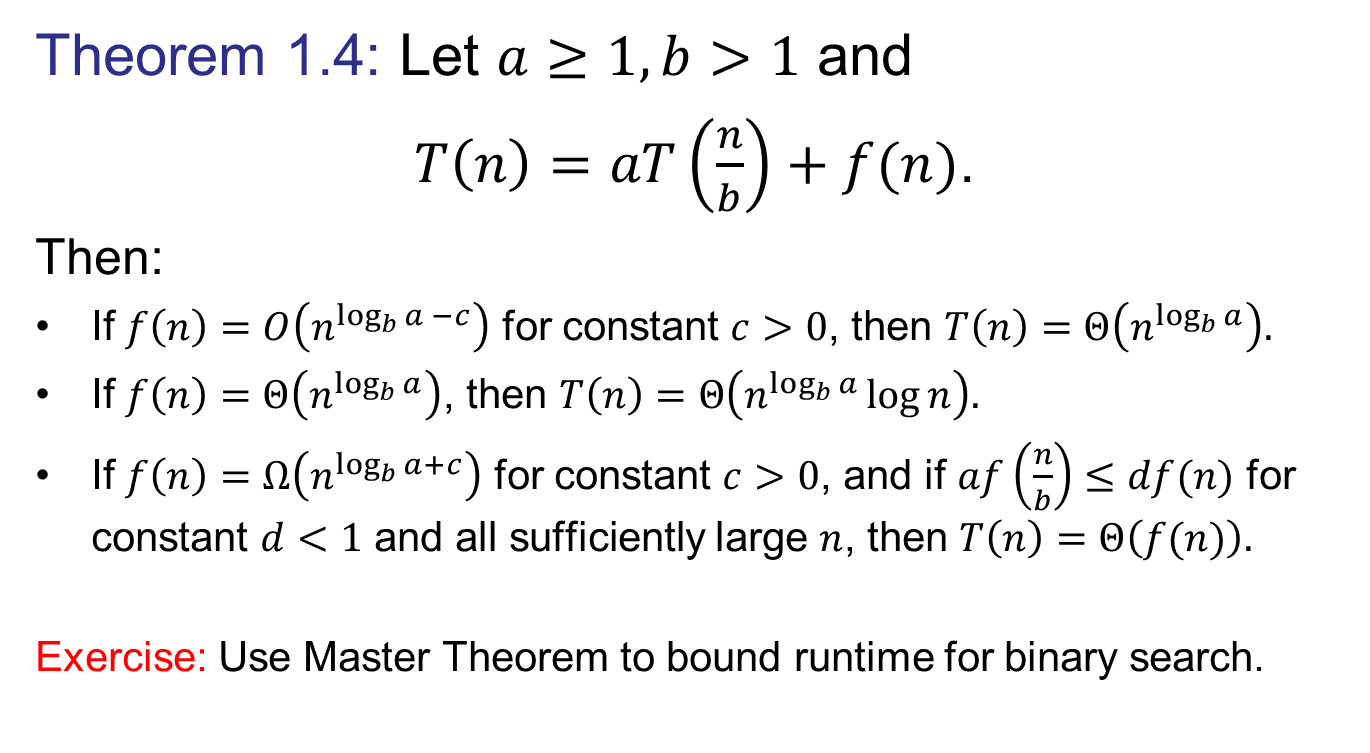 Theorem 1.4: Let 𝑎 ≥ 1, 𝑏 > 1 and
𝑇(𝑛) = 𝑎𝑇(𝑛/𝑏) + 𝑓(𝑛).
Then:
• If 𝑓(𝑛) = 𝑂(𝑛^(log_𝑏 𝑎 −𝑐)) for constant 𝑐 > 0, then 𝑇(𝑛) = Θ(𝑛^(log_𝑏 𝑎)).
• If 𝑓(𝑛) = Θ(𝑛^(log_𝑏 𝑎)), then 𝑇(𝑛) = Θ(𝑛^(log_𝑏 𝑎) log 𝑛).
• If 𝑓(𝑛) = Ω(𝑛^(log_𝑏 𝑎+𝑐)) for constant 𝑐 > 0, and if 𝑎𝑓(𝑛/𝑏) ≤ 𝑑𝑓(𝑛) for
constant 𝑑 < 1 and all sufficiently large 𝑛, then 𝑇(𝑛) = Θ(𝑓(𝑛)).
Exercise: Use Master Theorem to bound runtime for binary search.